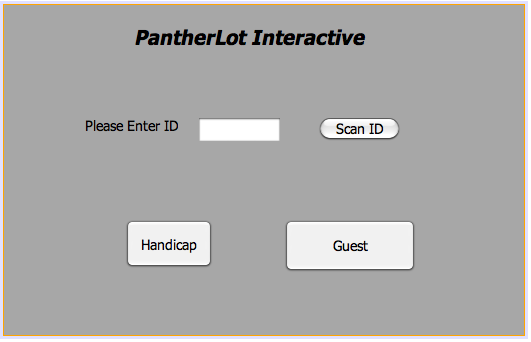 PantherLot Interactive
Please Enter ID
Scan ID
Handicap
Guest